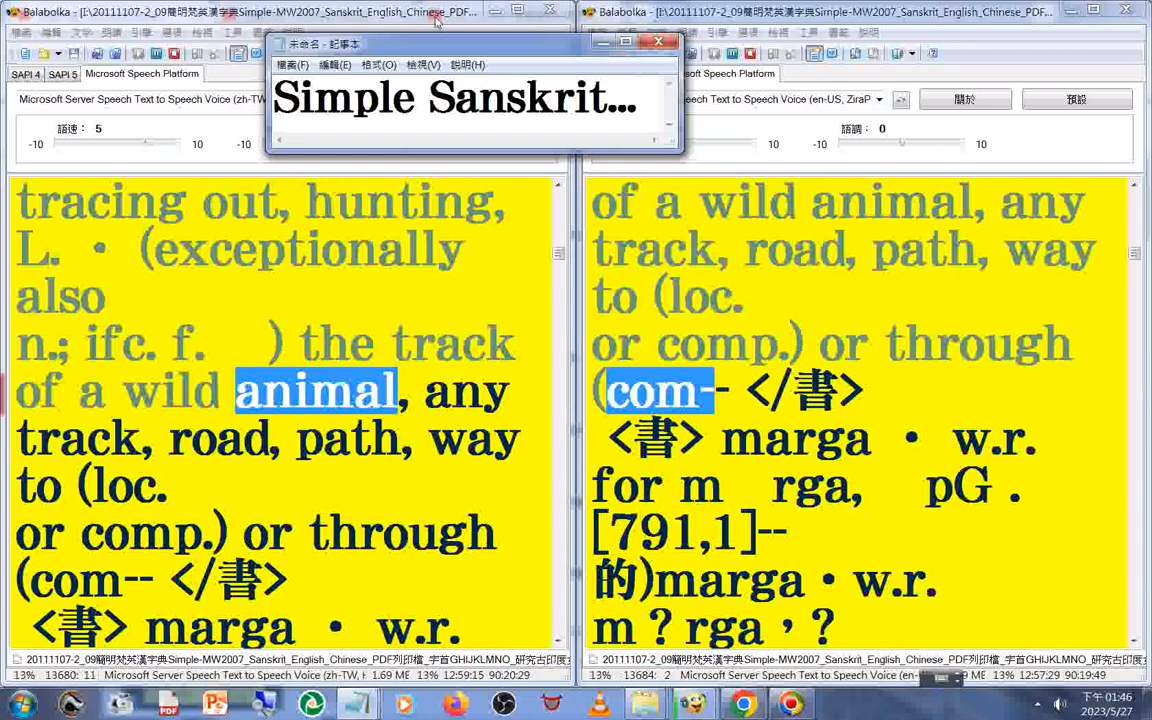 Balabolka - [I:\20111107-2_09簡明梵英漢字典Simple-MW2007_Sanskrit_English_Chinese_PDF...
Balabolka - [I:\20111107-2_09簡明梵英漢字典Simple-MW2007_Sanskrit_English_Chinese_PDF...
未命名 - 記事本
檔案(F) 編輯(E) 格式(O) 檢視(V) 說明(H)
Simple Sanskrit...
SAPI 4 SAPI 5 Microsoft Speech Platform
Speech Platform
Microsoft Server Speech Text to Speech Voice (zh-TW
ech Text to Speech Voice (en-US, ZiraP
關於 預設
語速： 5
-10 10 -10
語調： 0
10 -10 10
tracing out, hunting,
L. • (exceptionally
also
n.; ifc. f. ) the track
of a wild animal, any
track, road, path, way
to (loc.
or comp.) or through
(com-- </書>
<書> marga • w.r.
of a wild animal, any
track, road, path, way
to (loc.
or comp.) or through
(com-- </書>
<書> marga • w.r.
for m rga, pG .
[791,1]--
的)marga • w.r.
m？rga，？
20111107-2_09簡明梵英漢字典Simple-MW2007_Sanskrit_English_Chinese_PDF列印檔_字首GHIJKLMNO_研究古印度
20111107-2_09簡明梵英漢字典Simple-MW2007_Sanskrit_English_Chinese_PDF列印檔_字首GHIJKLMNO_研究古印度
13% 13680: 11 Microsoft Server Speech Text to Speech Voice (zh-TW, H 1.69 MB 13% 12:59:15 90:20:29
13% 13684: 2 Microsoft Server Speech Text to Speech Voice 13% 12:57:29 90:19:49
下午 01:46
2023/5/27